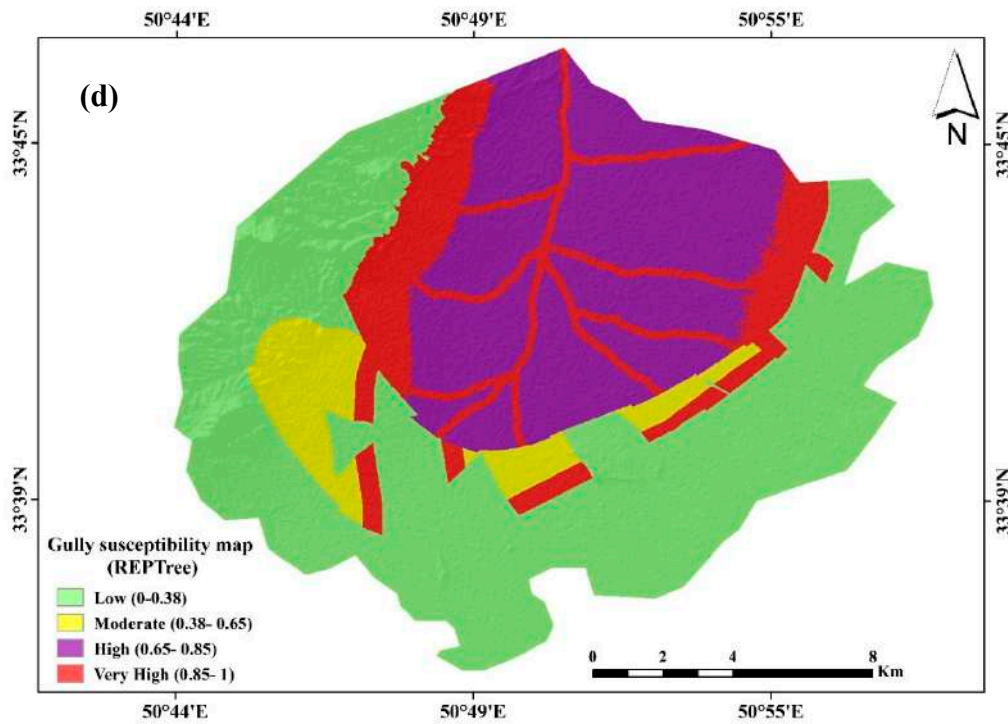 50°44'E 50°49'E 50°55'E
(d)
N
33°45'N 33°45'N
33°39'N 33°39'N
Gully susceptibility map
(REPTree)
Low (0-0.38)
Moderate (0.38- 0.65)
High (0.65- 0.85)
Very High (0.85- 1)
0 2 4 8
Km
50°44'E 50°49'E 50°55'E